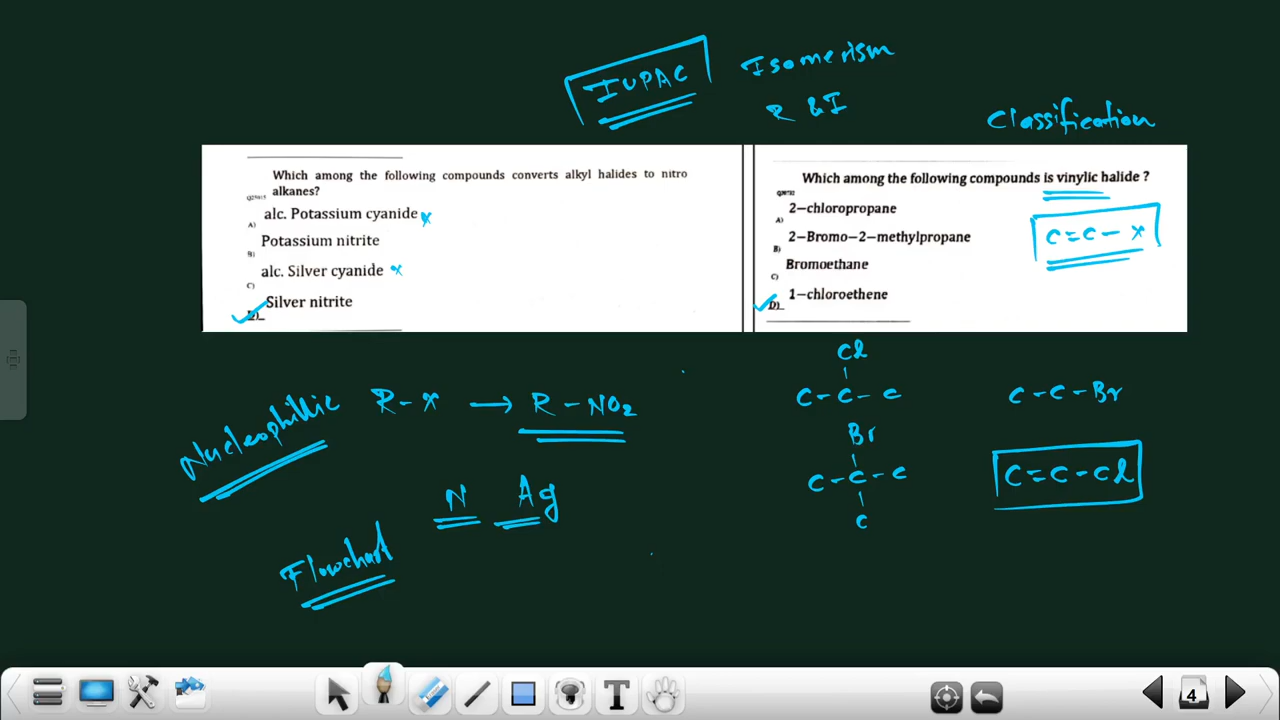 IUPAC
Isomerism
R & I
Classification
Which among the following compounds converts alkyl halides to nitro
alkanes?
A) alc. Potassium cyanide x
B) Potassium nitrite
C) alc. Silver cyanide x
D) Silver nitrite
Which among the following compounds is vinylic halide ?
A) 2-chloropropane
B) 2-Bromo-2-methylpropane
C) Bromoethane
D) 1-chloroethene
C=C-X
Nucleophillic
R-X → R-NO2
N Ag
Flowchart
Cl
C-C-C
Br
C-C-C
C
C-C-Br
C=C-Cl
T
4